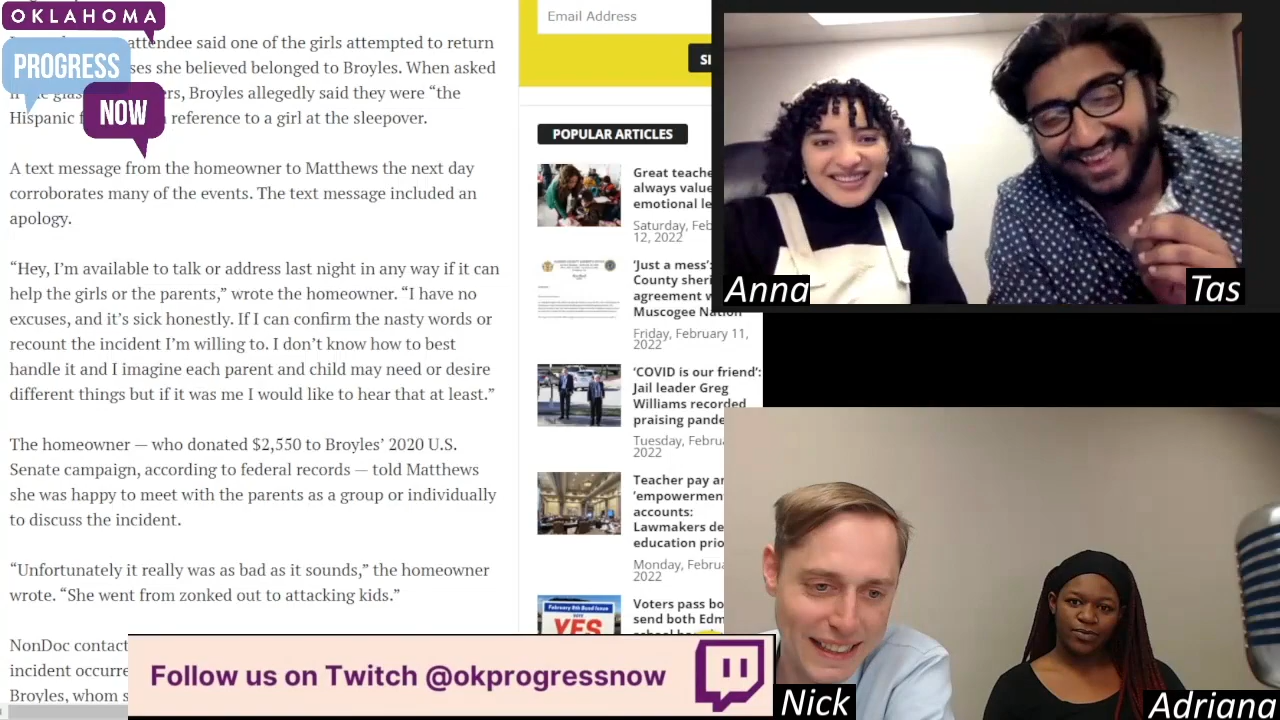 OKLAHOMA
PROGRESS
NOW
attendee said one of the girls attempted to return
she believed belonged to Broyles. When asked
Broyles allegedly said they were “the
Hispanic reference to a girl at the sleepover.
A text message from the homeowner to Matthews the next day
corroborates many of the events. The text message included an
apology.
“Hey, I’m available to talk or address last night in any way if it can
help the girls or the parents,” wrote the homeowner. “I have no
excuses, and it’s sick honestly. If I can confirm the nasty words or
recount the incident I’m willing to. I don’t know how to best
handle it and I imagine each parent and child may need or desire
different things but if it was me I would like to hear that at least.”
The homeowner — who donated $2,550 to Broyles’ 2020 U.S.
Senate campaign, according to federal records — told Matthews
she was happy to meet with the parents as a group or individually
to discuss the incident.
“Unfortunately it really was as bad as it sounds,” the homeowner
wrote. “She went from zonked out to attacking kids.”
NonDoc contact
incident occurre
Broyles, whom s
Email Address
SI
POPULAR ARTICLES
Great teache
always value
emotional le
Saturday, Feb
12, 2022
‘Just a mess’:
County sheri
agreement w
Muscogee Nation
Friday, February 11,
2022
‘COVID is our friend’:
Jail leader Greg
Williams recorded
praising pande
Tuesday, Februa
2022
Teacher pay an
‘empowerment
accounts:
Lawmakers de
education prio
Monday, Februa
2022
February 8th Bond Issue
VOTE
YES
Voters pass bo
send both Edm
Anna
Tas
Nick
Adriana
Follow us on Twitch @okprogressnow